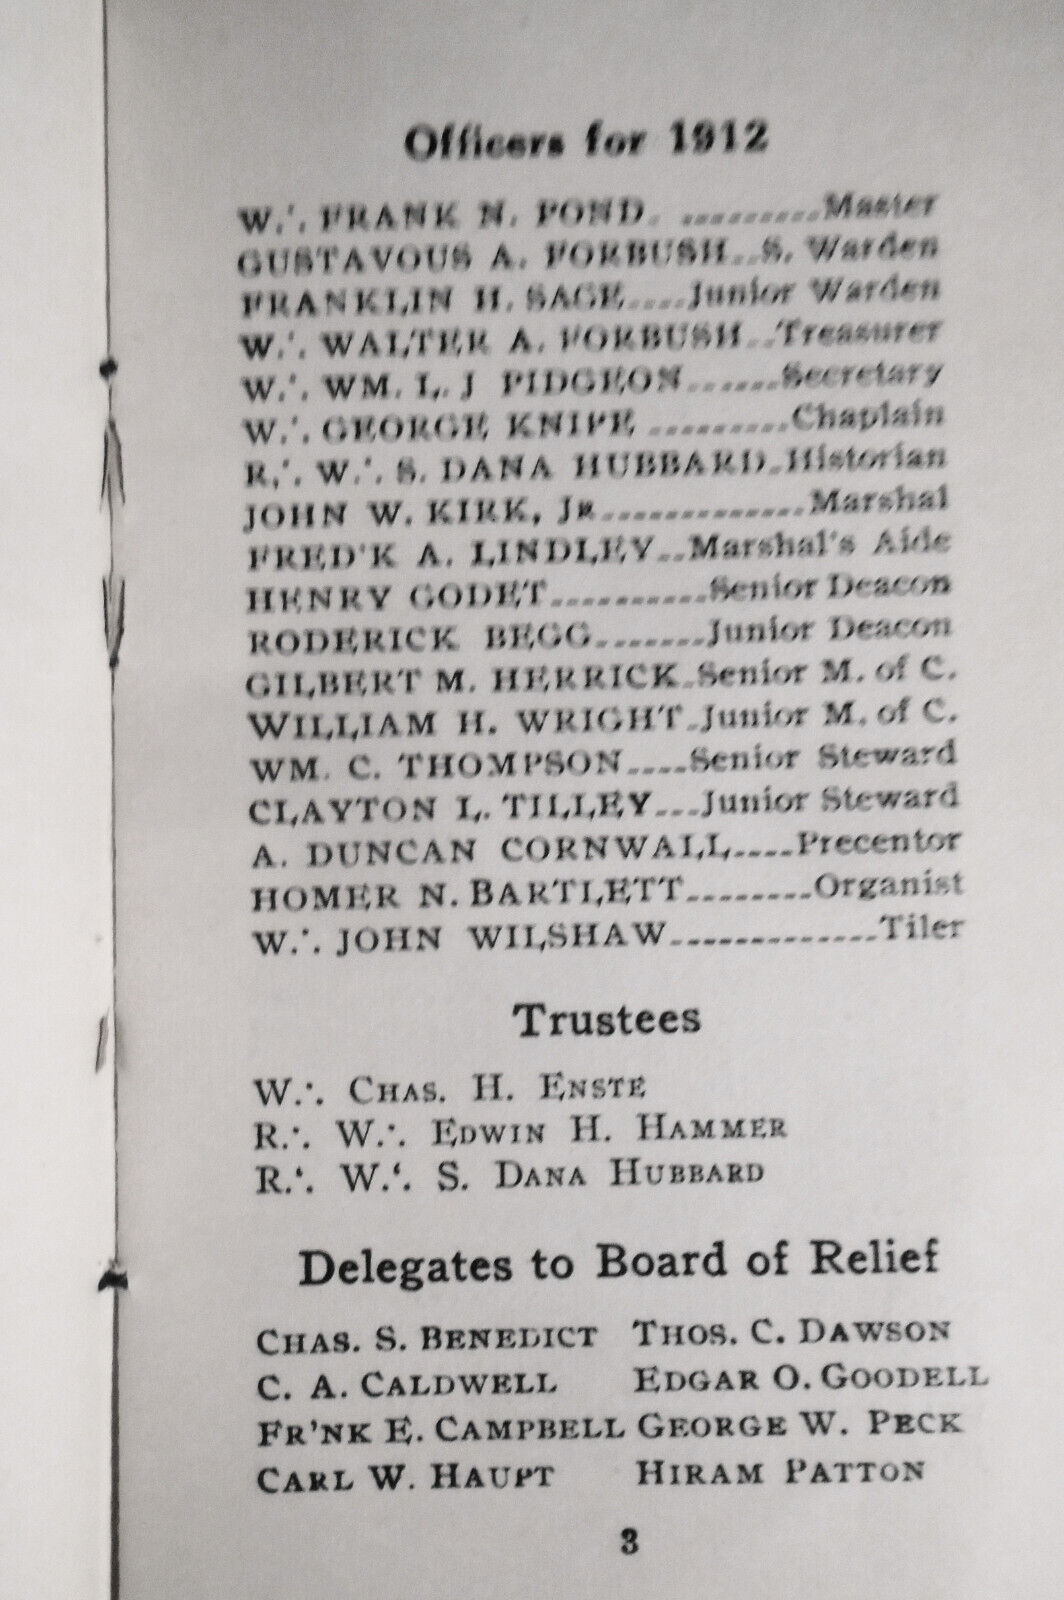 Officers for 1912
W.·. FRANK N. POND. ..........Master
GUSTAVOUS A. FORBUSH...S. Warden
FRANKLIN H. SAGE....Junior Warden
W.·. WALTER A. FORBUSH...Treasurer
W.·. WM. L. J PIDGEON.......Secretary
W.·. GEORGE KNIPE ..........Chaplain
R.·. W.·. S. DANA HUBBARD..Historian
JOHN W. KIRK, JR..............Marshal
FRED'K A. LINDLEY...Marshal's Aide
HENRY GODET...........Senior Deacon
RODERICK BEGG........Junior Deacon
GILBERT M. HERRICK.Senior M. of C.
WILLIAM H. WRIGHT.Junior M. of C.
WM. C. THOMPSON....Senior Steward
CLAYTON L. TILLEY...Junior Steward
A. DUNCAN CORNWALL....Precentor
HOMER N. BARTLETT.........Organist
W.·. JOHN WILSHAW..............Tiler
Trustees
W.·. CHAS. H. ENSTE
R.·. W.·. EDWIN H. HAMMER
R.·. W.·. S. DANA HUBBARD
Delegates to Board of Relief
CHAS. S. BENEDICT THOS. C. DAWSON
C. A. CALDWELL EDGAR O. GOODELL
FR'NK E. CAMPBELL GEORGE W. PECK
CARL W. HAUPT HIRAM PATTON
3